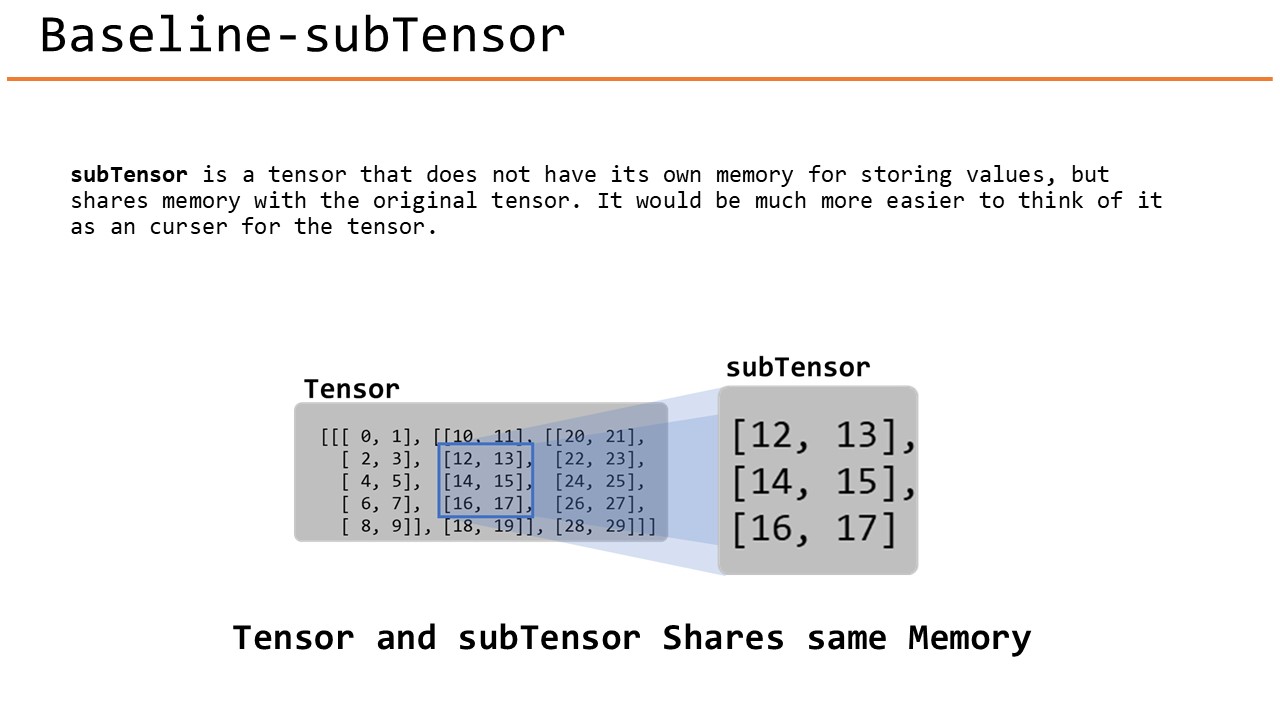 Baseline-subTensor
subTensor is a tensor that does not have its own memory for storing values, but
shares memory with the original tensor. It would be much more easier to think of it
as an curser for the tensor.
Tensor
[[[ 0, 1], [[10, 11], [[20, 21],
[ 2, 3], [12, 13], [22, 23],
[ 4, 5], [14, 15], [24, 25],
[ 6, 7], [16, 17], [26, 27],
[ 8, 9]], [18, 19]], [28, 29]]]
subTensor
[12, 13],
[14, 15],
[16, 17]
Tensor and subTensor Shares same Memory